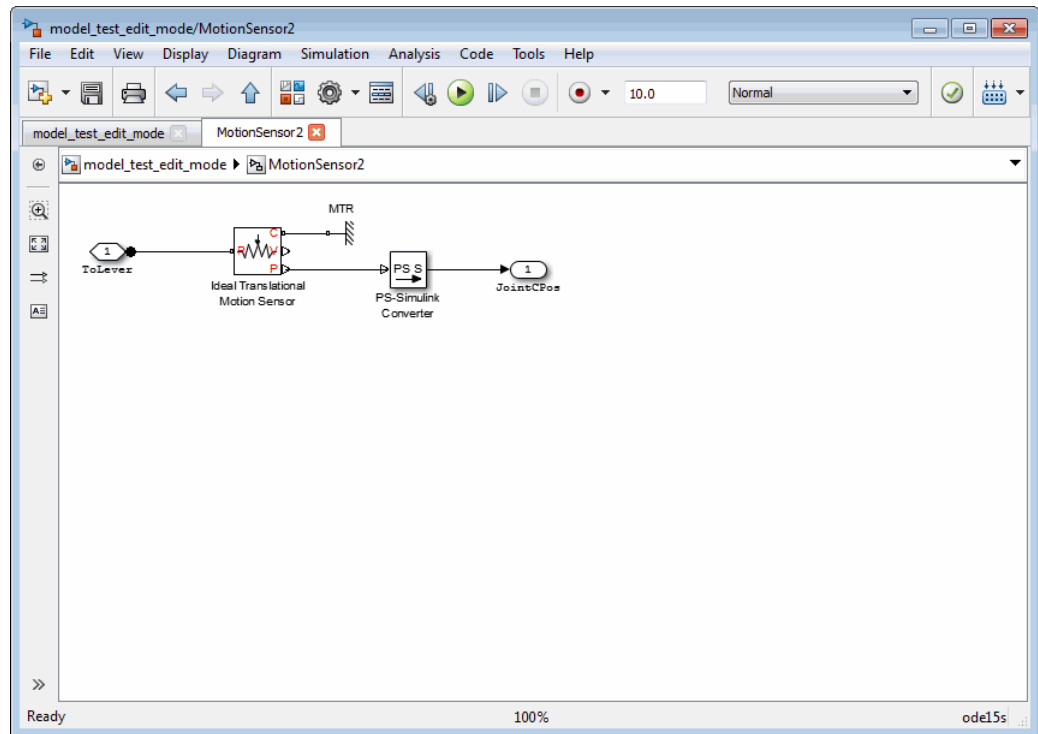 model_test_edit_mode/MotionSensor2
File Edit View Display Diagram Simulation Analysis Code Tools Help
10.0 Normal
model_test_edit_mode MotionSensor2
model_test_edit_mode MotionSensor2
MTR
C
1 R V
ToLever
P PS S 1
JointCPos
Ideal Translational
Motion Sensor
PS-Simulink
Converter
Ready 100% ode15s